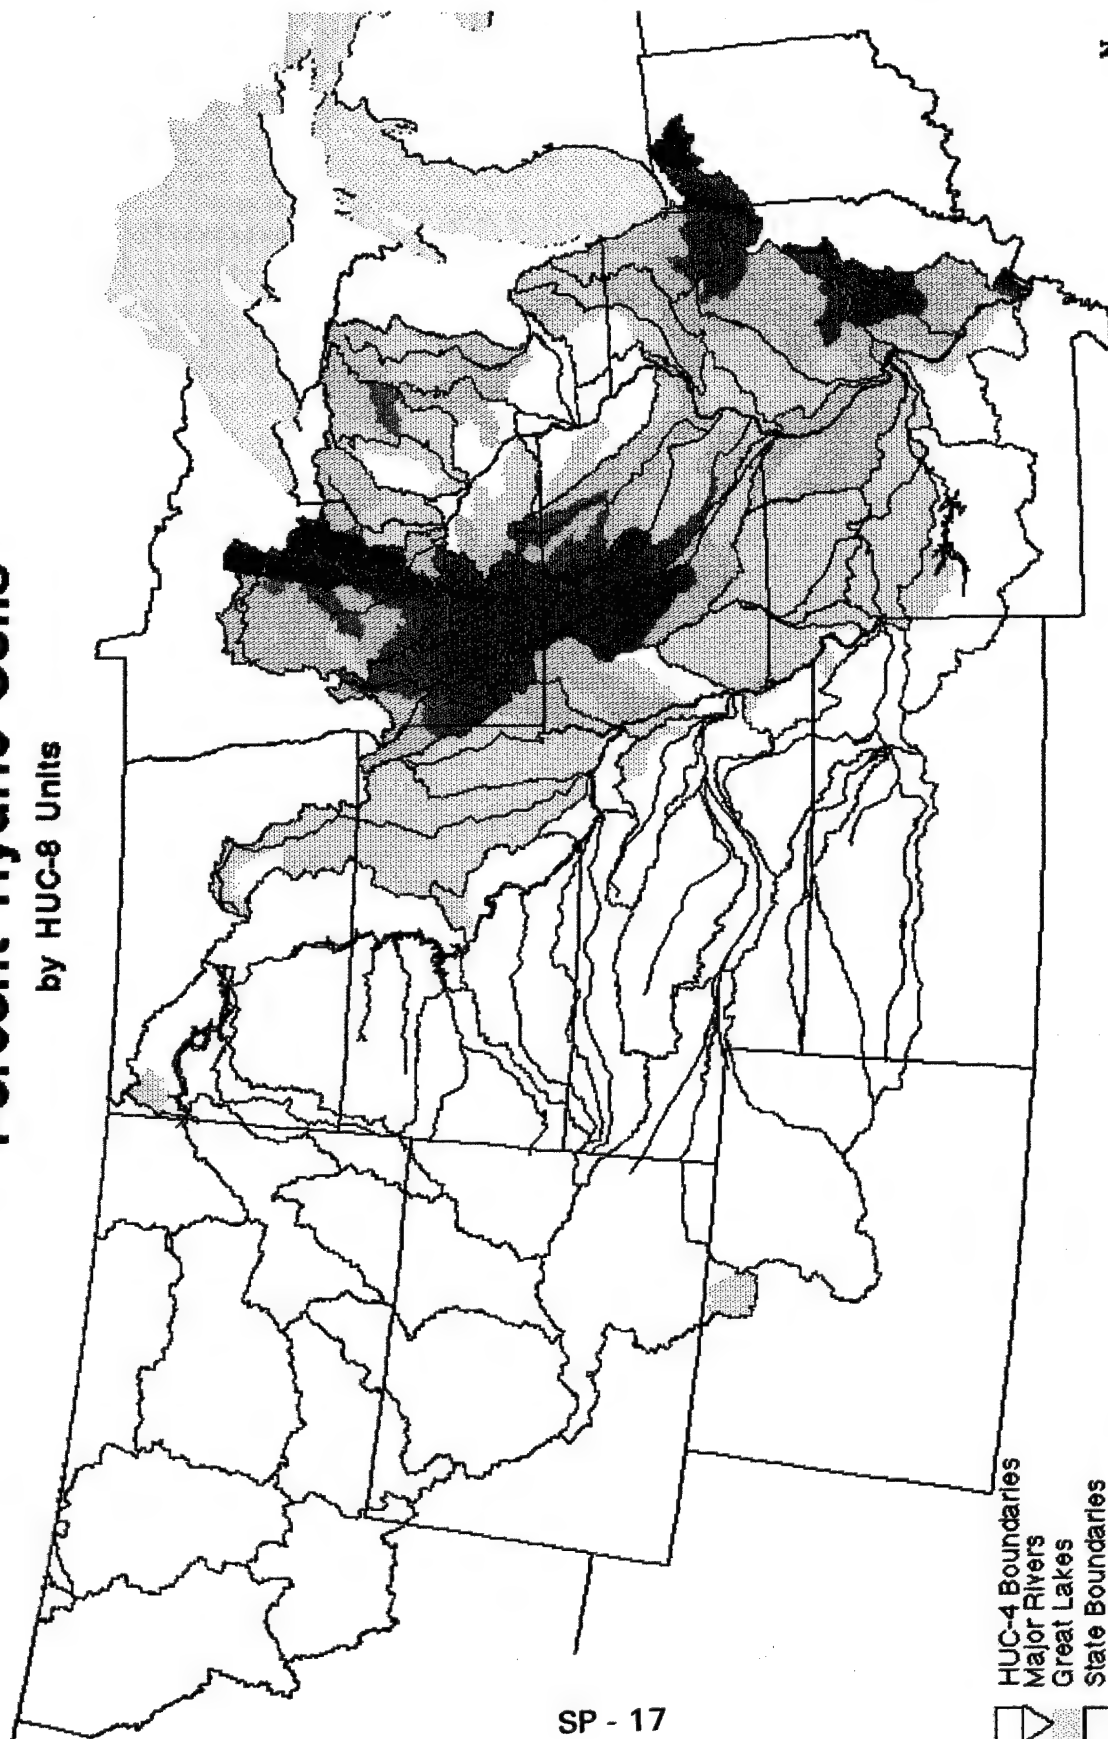 Percent Hydric Soils
by HUC-8 Units
HUC-4 Boundaries
Major Rivers
Great Lakes
State Boundaries
SP - 17